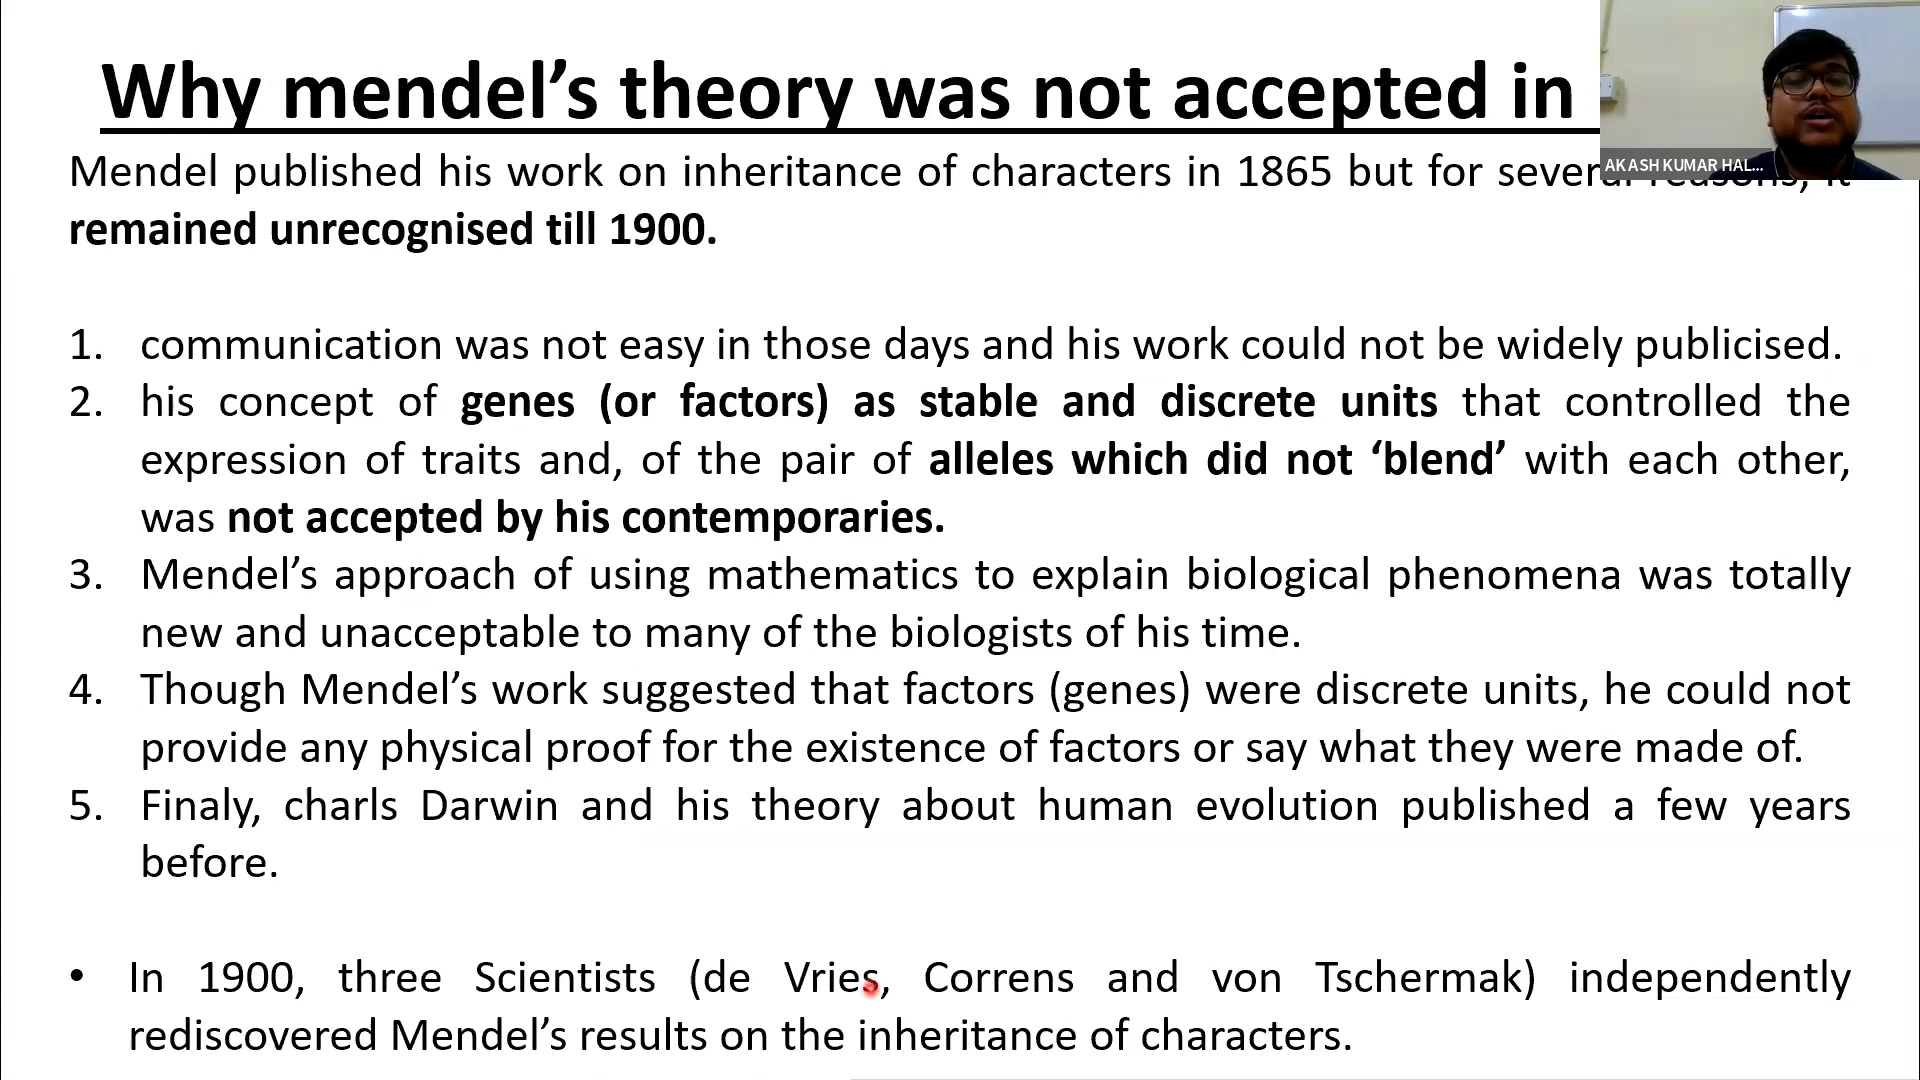 Why mendel’s theory was not accepted in
AKASH KUMAR HAL...
Mendel published his work on inheritance of characters in 1865 but for several reasons, it
remained unrecognised till 1900.
1. communication was not easy in those days and his work could not be widely publicised.
2. his concept of genes (or factors) as stable and discrete units that controlled the
expression of traits and, of the pair of alleles which did not ‘blend’ with each other,
was not accepted by his contemporaries.
3. Mendel’s approach of using mathematics to explain biological phenomena was totally
new and unacceptable to many of the biologists of his time.
4. Though Mendel’s work suggested that factors (genes) were discrete units, he could not
provide any physical proof for the existence of factors or say what they were made of.
5. Finaly, charls Darwin and his theory about human evolution published a few years
before.
• In 1900, three Scientists (de Vries, Correns and von Tschermak) independently
rediscovered Mendel’s results on the inheritance of characters.